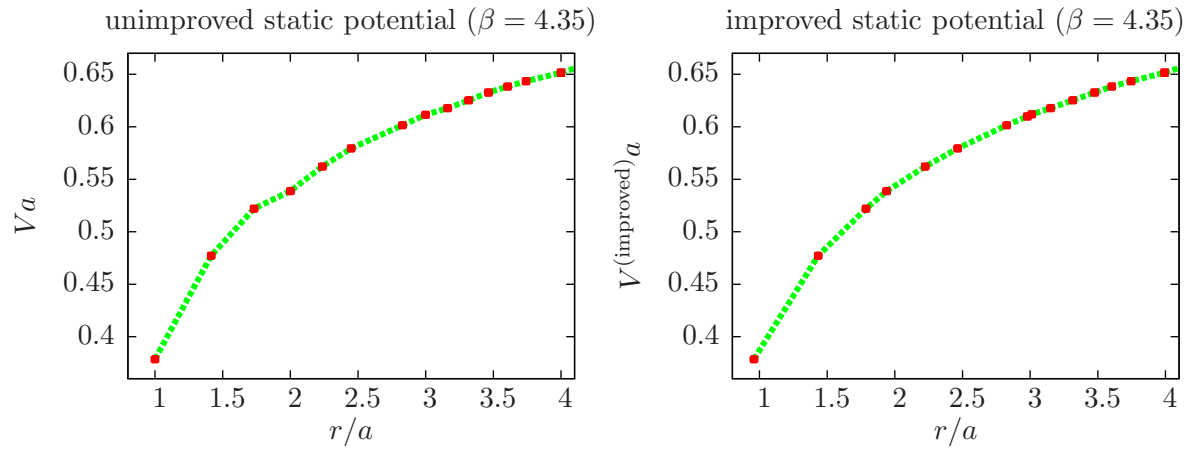 unimproved static potential (β = 4.35)
Va
0.65
0.6
0.55
0.5
0.45
0.4
1 1.5 2 2.5 3 3.5 4
r/a
improved static potential (β = 4.35)
V(improved)a
0.65
0.6
0.55
0.5
0.45
0.4
1 1.5 2 2.5 3 3.5 4
r/a